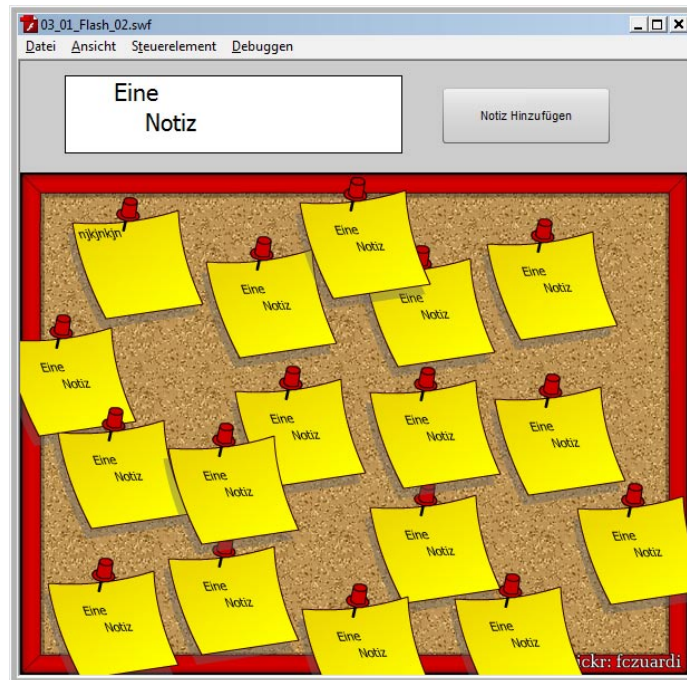 03_01_Flash_02.swf
Datei Ansicht Steuerelement Debuggen
Eine
Notiz
Notiz Hinzufügen
njkjnkjn
Eine
Notiz
Eine
Notiz
Eine
Notiz
Eine
Notiz
Eine
Notiz
Eine
Notiz
Eine
Notiz
Eine
Notiz
Eine
Notiz
Eine
Notiz
Eine
Notiz
Eine
Notiz
Eine
Notiz
Eine
Notiz
Eine
Notiz
Eine
Notiz
ickr: fczuardi